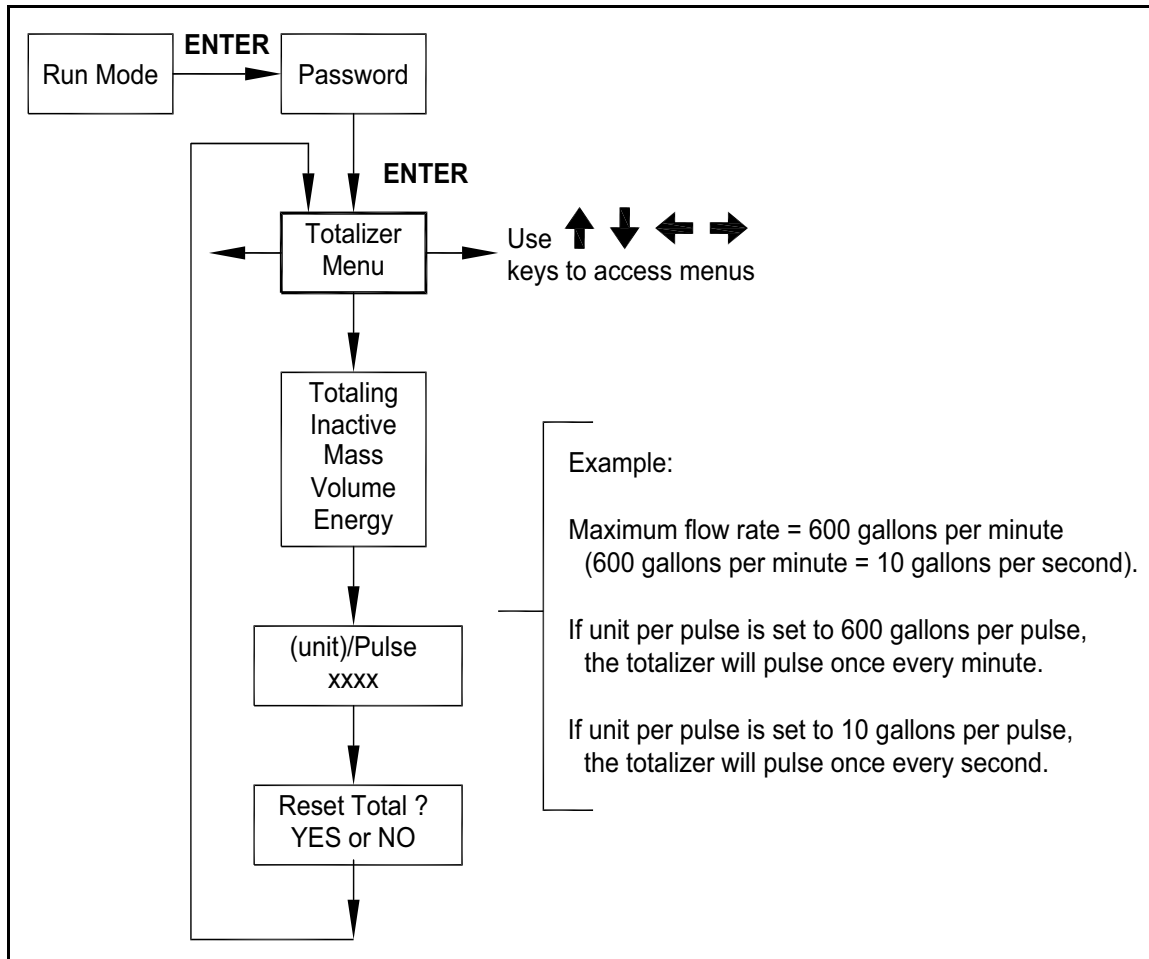 ENTER
Run Mode
Password
ENTER
Totalizer
Menu
Use
keys to access menus
Totaling
Inactive
Mass
Volume
Energy
(unit)/Pulse
xxxx
Reset Total ?
YES or NO
Example:
Maximum flow rate = 600 gallons per minute
(600 gallons per minute = 10 gallons per second).
If unit per pulse is set to 600 gallons per pulse,
the totalizer will pulse once every minute.
If unit per pulse is set to 10 gallons per pulse,
the totalizer will pulse once every second.